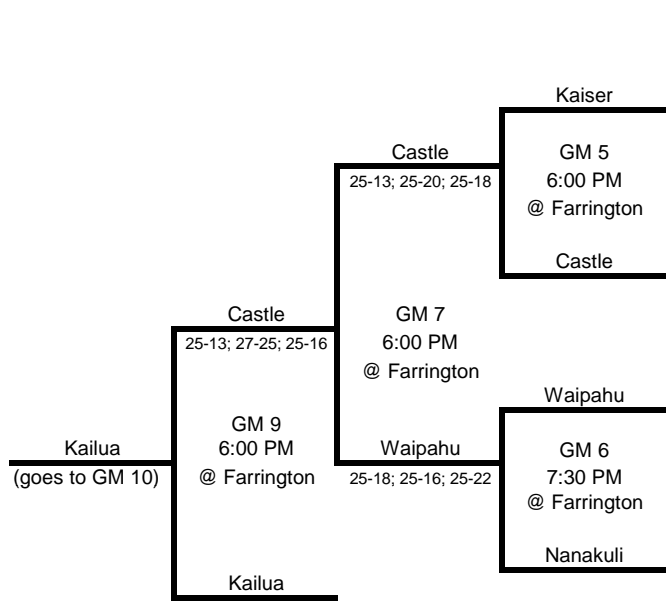 Kaiser
Castle
GM 5
25-13; 25-20; 25-18
6:00 PM
@ Farrington
Castle
Castle
GM 7
25-13; 27-25; 25-16
6:00 PM
@ Farrington
Waipahu
GM 9
Kailua
6:00 PM
Waipahu
GM 6
(goes to GM 10)
@ Farrington
25-18; 25-16; 25-22
7:30 PM
@ Farrington
Nanakuli
Kailua